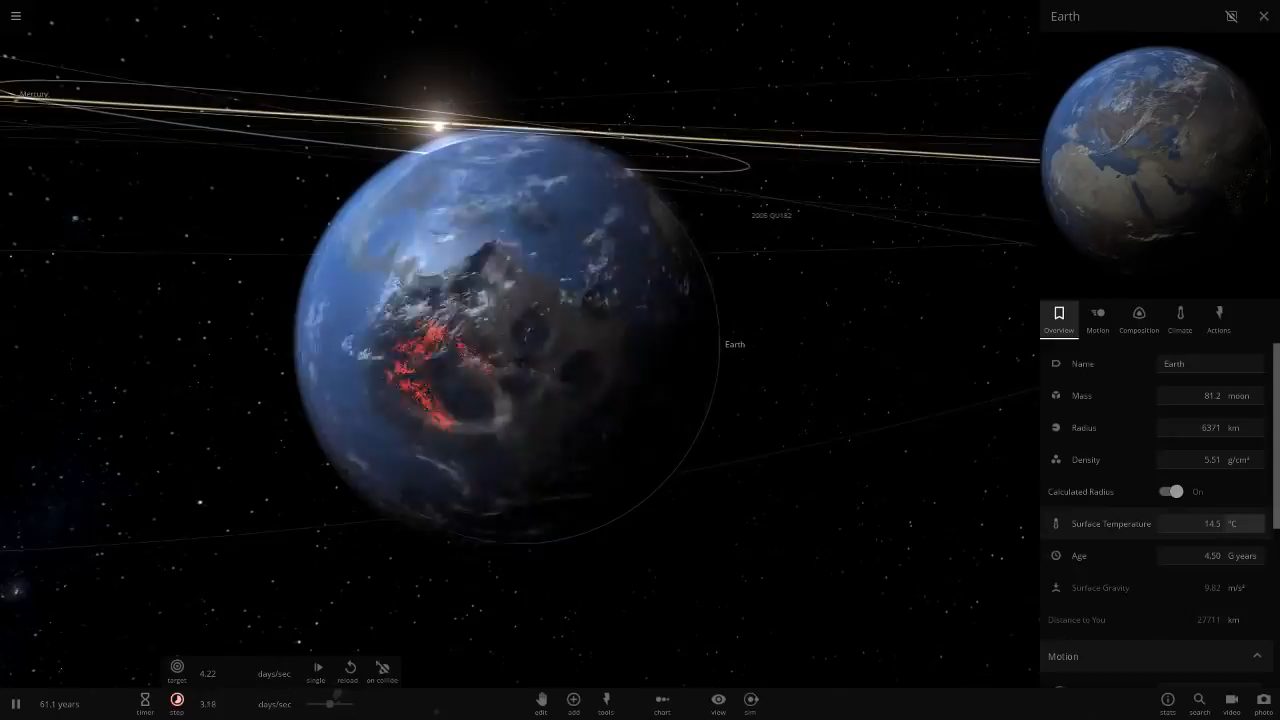 Earth
Mercury
2005 QU182
Earth
Overview
Motion
Composition
Climate
Actions
Name
Earth
Mass
81.2 moon
Radius
6371 km
Density
5.51 g/cm³
Calculated Radius
On
Surface Temperature
14.5 °C
Age
4.50 G years
Surface Gravity
9.82 m/s²
Distance to You
27711 km
Motion
target
4.22 days/sec
single
reload
on collide
61.1 years
timer
step
3.18 days/sec
edit
add
tools
chart
view
sim
stats
search
video
photo